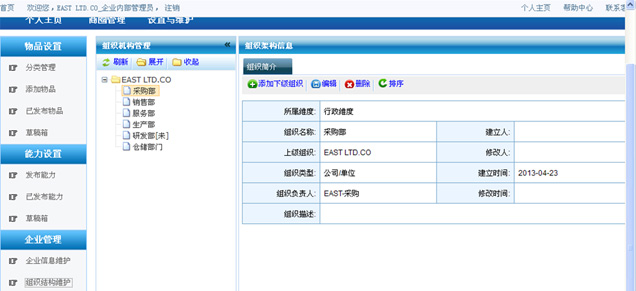 首页 欢迎您，EAST LTD.CO_企业内部管理员， 注销 个人主页 帮助中心 联系客
个人主页 商圈管理 设置与维护
物品设置
分类管理
添加物品
已发布物品
草稿箱
能力设置
发布能力
已发布能力
草稿箱
企业管理
企业信息维护
组织结构维护
组织机构管理 «
刷新 展开 收起
EAST LTD.CO
采购部
销售部
服务部
生产部
研发部[未]
仓储部门
组织架构信息
组织简介
添加下级组织 编辑 删除 排序
所属维度: 行政维度
组织名称: 采购部 建立人:
上级组织: EAST LTD.CO 修改人:
组织类型: 公司/单位 建立时间: 2013-04-23
组织负责人: EAST-采购 修改时间:
组织描述: